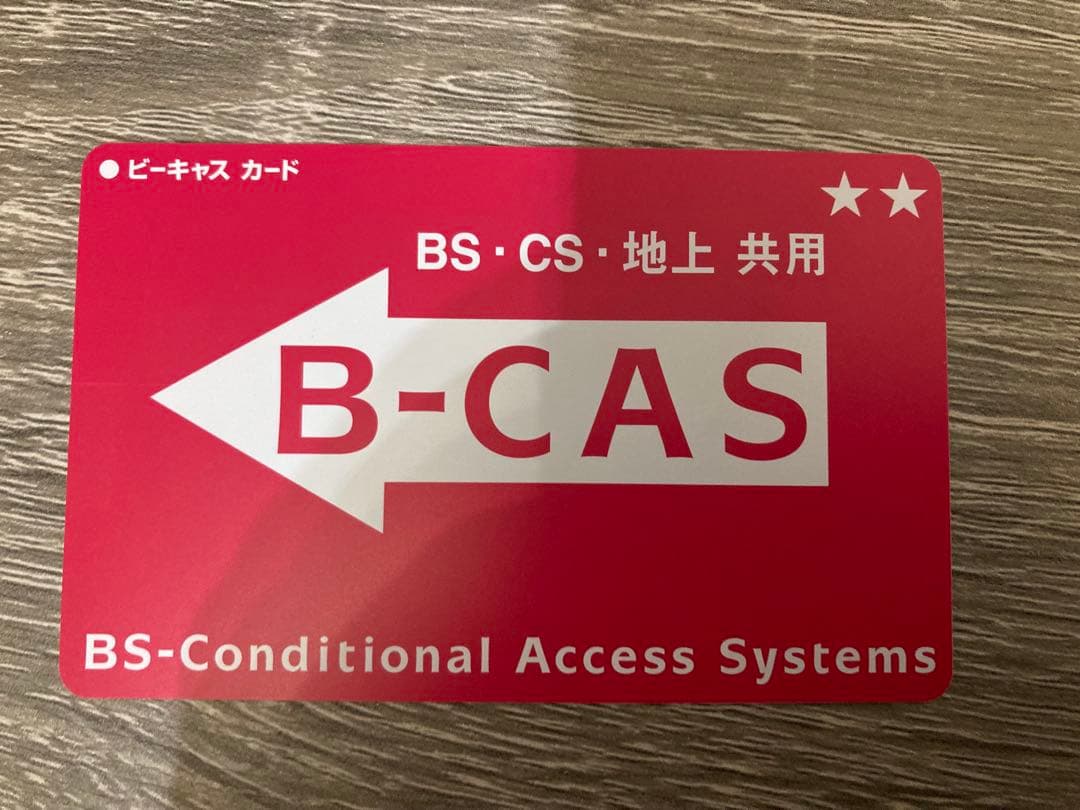 ● ビーキャス カード
★★
BS・CS・地上 共用
B-CAS
BS-Conditional Access Systems